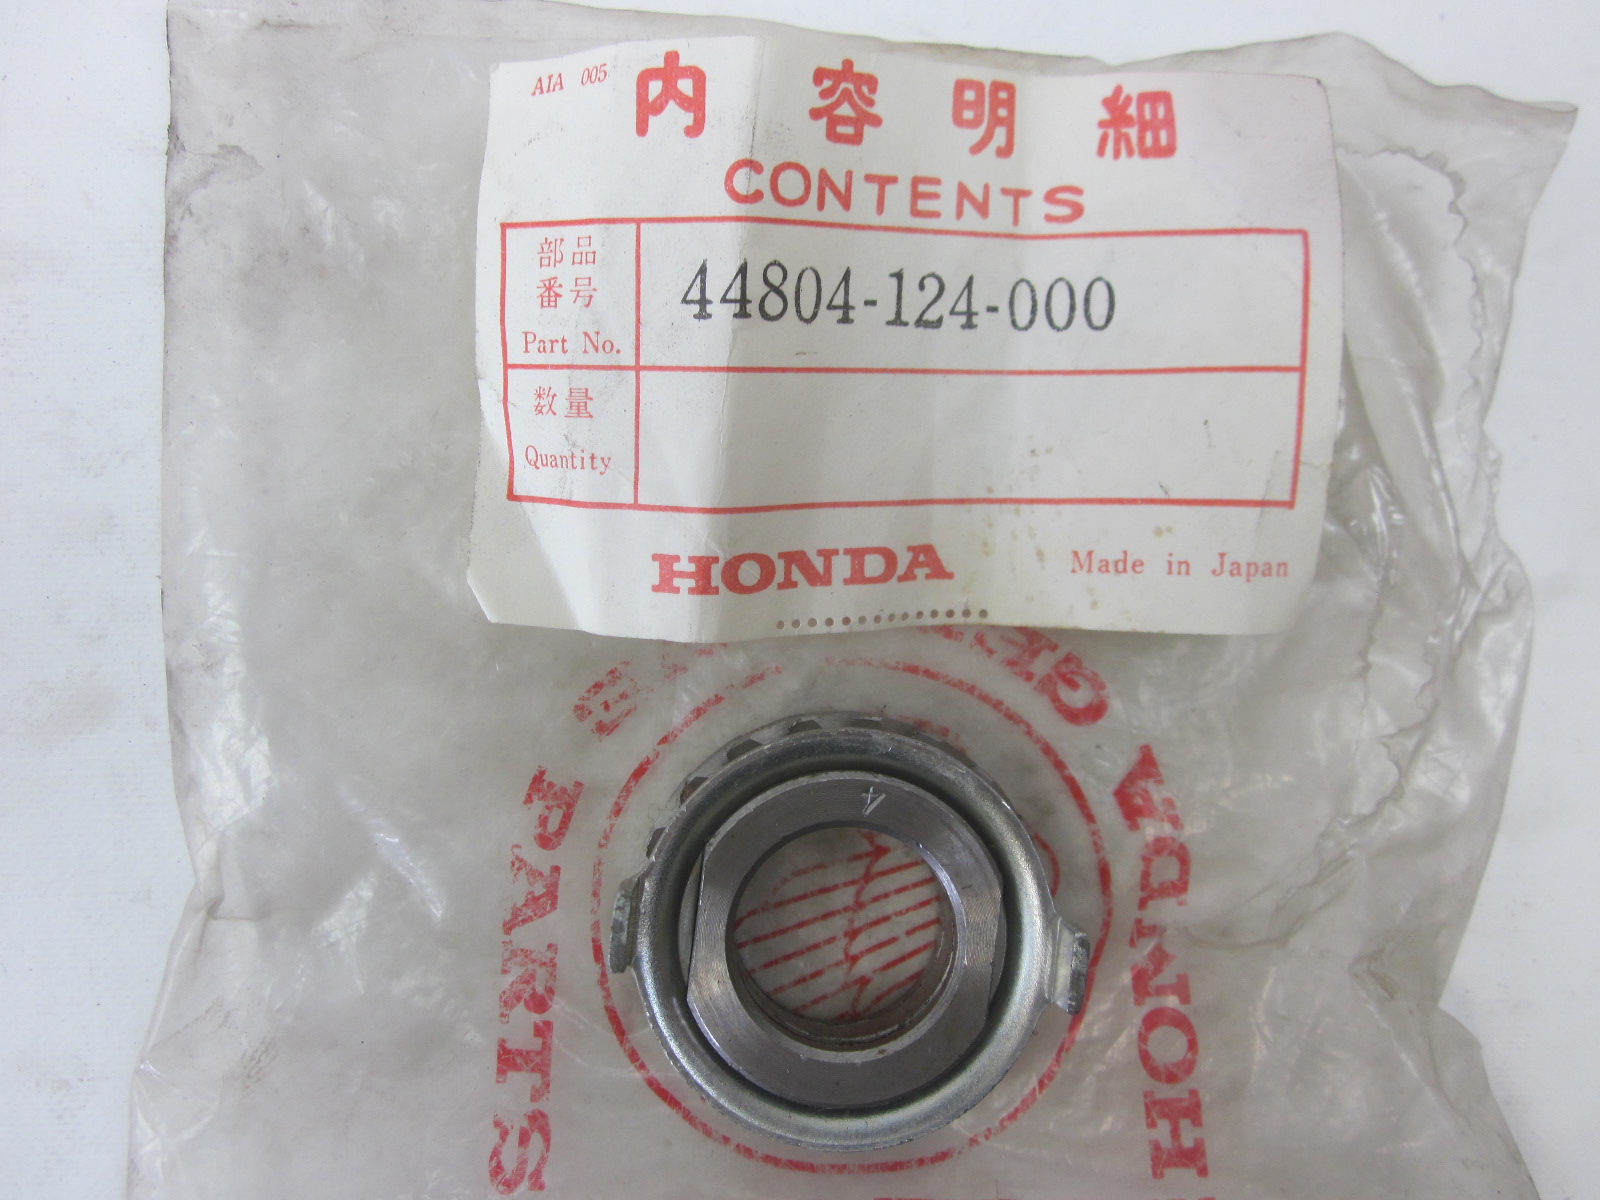 AIA 005
内容明細
CONTENTS
部品
番号
Part No.
44804-124-000
数量
Quantity
HONDA
Made in Japan
HONDA
PARTS
4